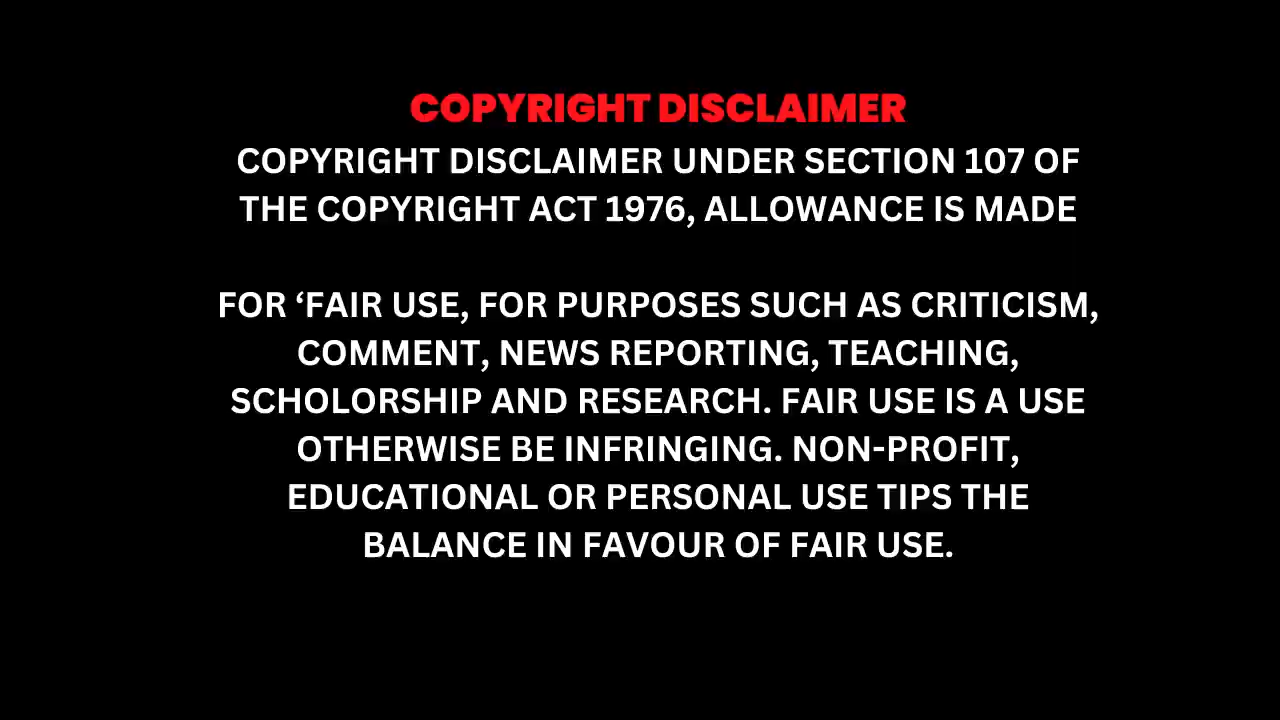 COPYRIGHT DISCLAIMER
COPYRIGHT DISCLAIMER UNDER SECTION 107 OF
THE COPYRIGHT ACT 1976, ALLOWANCE IS MADE
FOR ‘FAIR USE, FOR PURPOSES SUCH AS CRITICISM,
COMMENT, NEWS REPORTING, TEACHING,
SCHOLORSHIP AND RESEARCH. FAIR USE IS A USE
OTHERWISE BE INFRINGING. NON-PROFIT,
EDUCATIONAL OR PERSONAL USE TIPS THE
BALANCE IN FAVOUR OF FAIR USE.